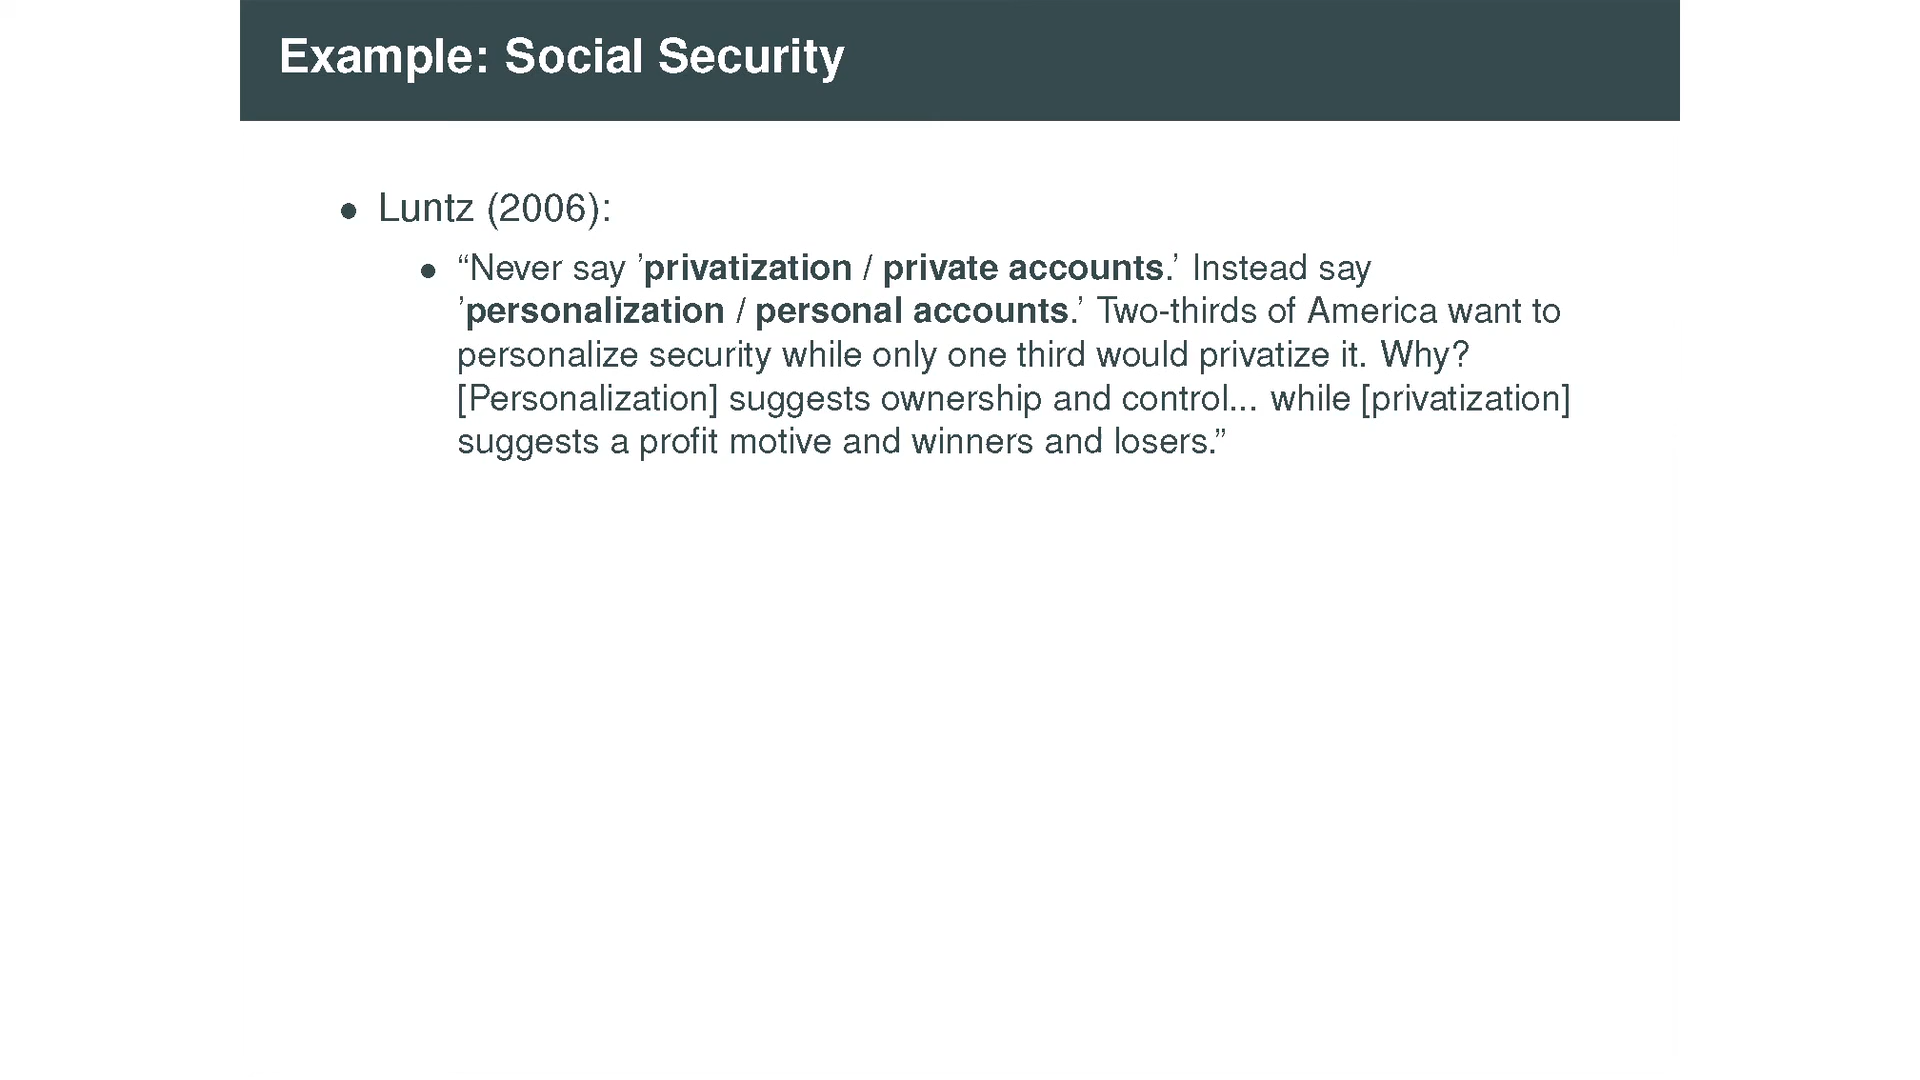 Example: Social Security
• Luntz (2006):
• “Never say ’privatization / private accounts.’ Instead say
’personalization / personal accounts.’ Two-thirds of America want to
personalize security while only one third would privatize it. Why?
[Personalization] suggests ownership and control... while [privatization]
suggests a profit motive and winners and losers.”